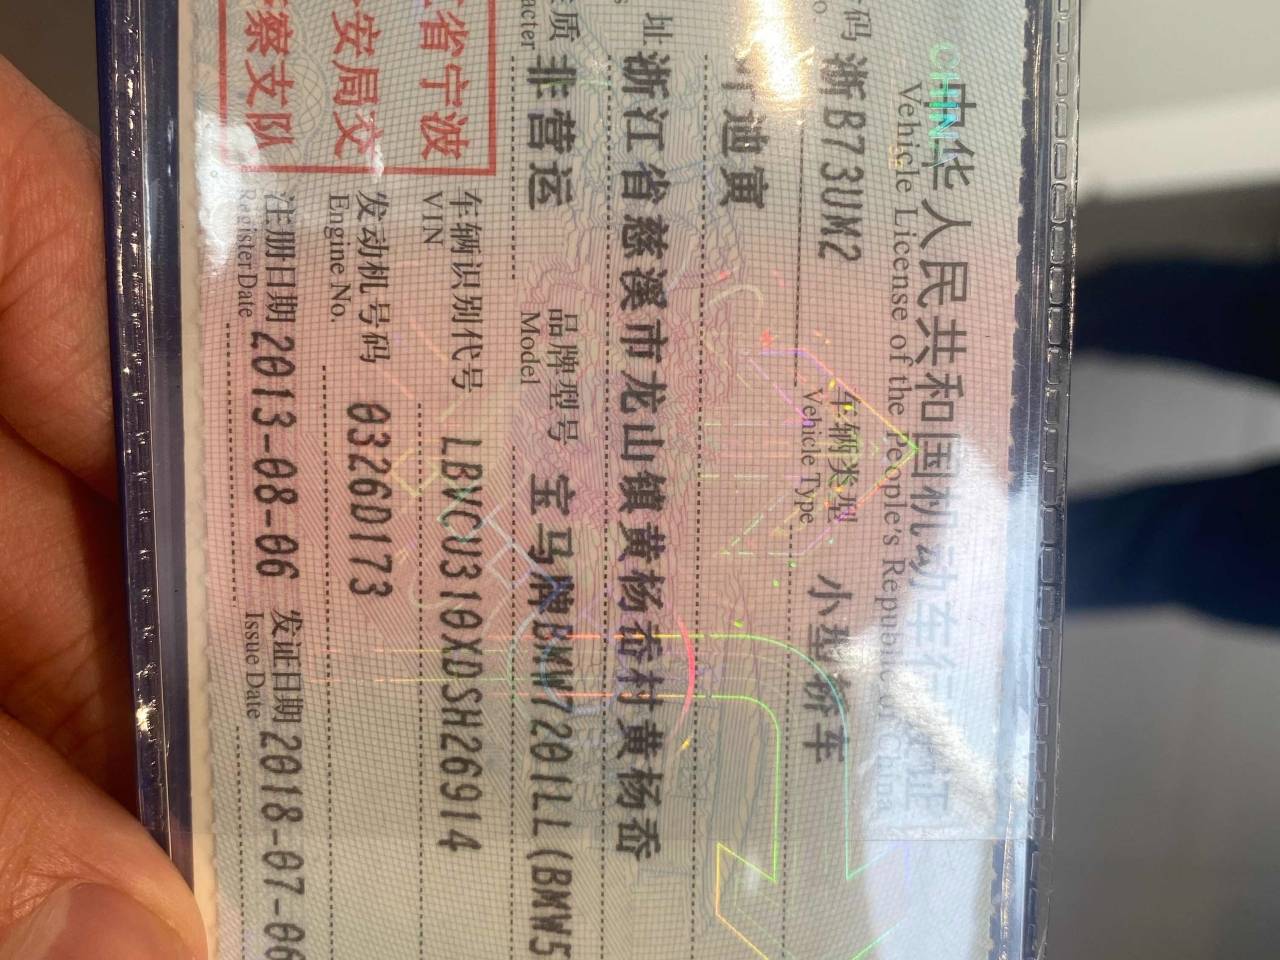 中华人民共和国机动车行 证
Vehicle License of the People's Republic of China
码 浙B73UM2 车辆类型 小型轿车
Vehicle Type
迪寅
址 浙江省慈溪市龙山镇黄杨岙村黄杨岙
质 非营运 品牌型号 宝马牌BMW7201LL(BMW5
acter Model
省宁波
安局交
察支队
车辆识别代号 LBVCU310XDSH26914
VIN
发动机号码 0326D173
Engine No.
注册日期 2013-08-06 发证日期 2018-07-06
Register Date Issue Date